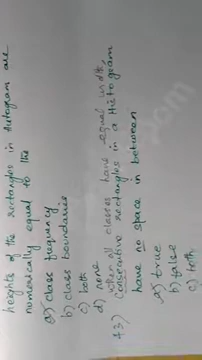 heights of the rectangles in histogram are
numerically equal to the
a) class frequency
b) class boundaries
c) both
d) none
when all classes have equal width,
43) Consecutive rectangles in a Histogram
have no space in between
a) true
b) false
c) both